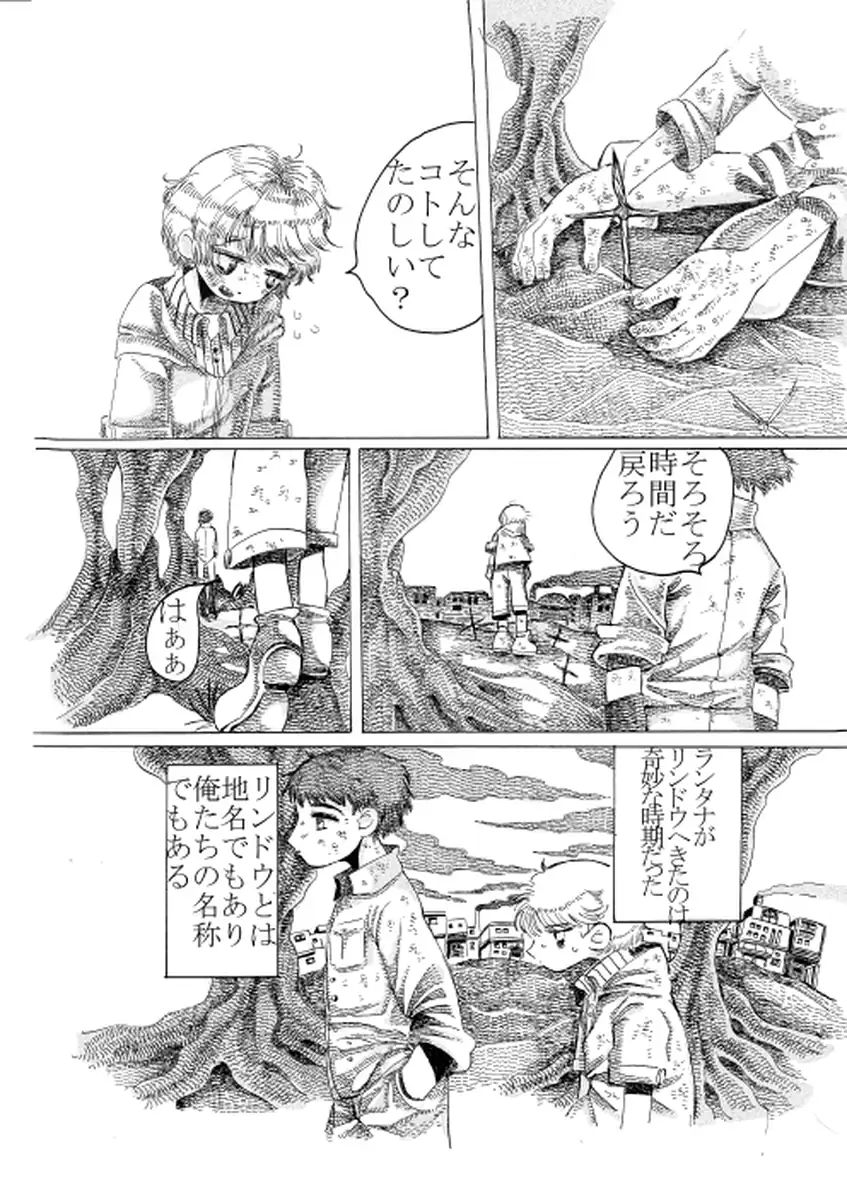 そんな
コトして
たのしい？
そろそろ
時間だ
戻ろう
はぁぁ
ランタナが
リンドウへきたのは
奇妙な時期だった
リンドウとは
地名でもあり
俺たちの名称
でもある